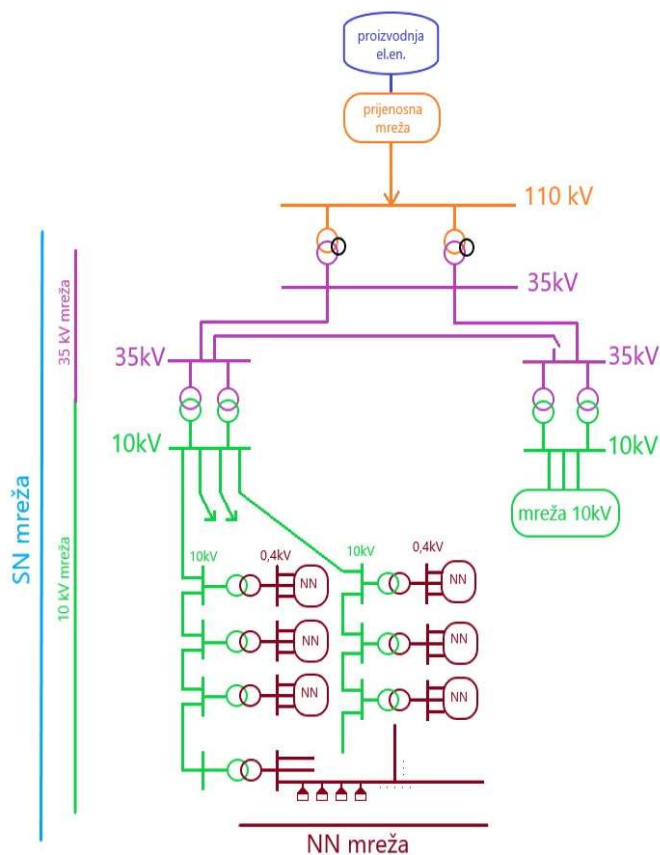 proizvodnja
el.en.
prijenosna
mreža
110 kV
35kV
35kV
35kV
10kV
10kV
mreža 10kV
SN mreža
35 kV mreža
10 kV mreža
10kV
0,4kV
NN
10kV
0,4kV
NN
NN
NN
NN
NN
NN mreža